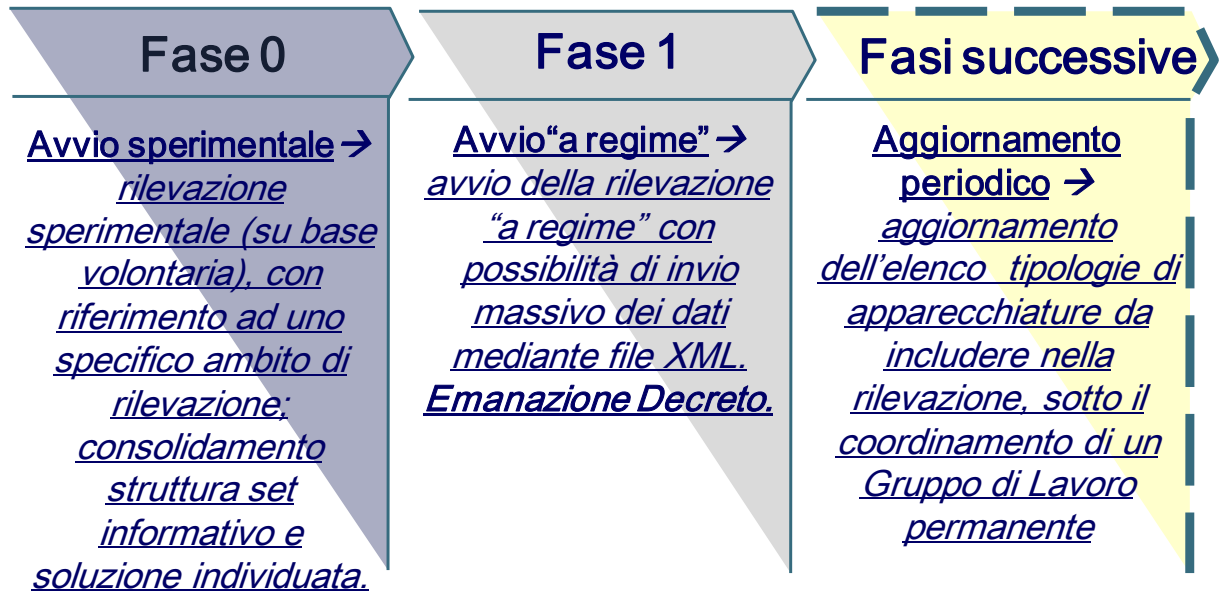 Fase 0
Avvio sperimentale →
rilevazione
sperimentale (su base
volontaria), con
riferimento ad uno
specifico ambito di
rilevazione;
consolidamento
struttura set
informativo e
soluzione individuata.
Fase 1
Avvio“a regime” →
avvio della rilevazione
“a regime” con
possibilità di invio
massivo dei dati
mediante file XML.
Emanazione Decreto.
Fasi successive
Aggiornamento
periodico →
aggiornamento
dell’elenco tipologie di
apparecchiature da
includere nella
rilevazione, sotto il
coordinamento di un
Gruppo di Lavoro
permanente